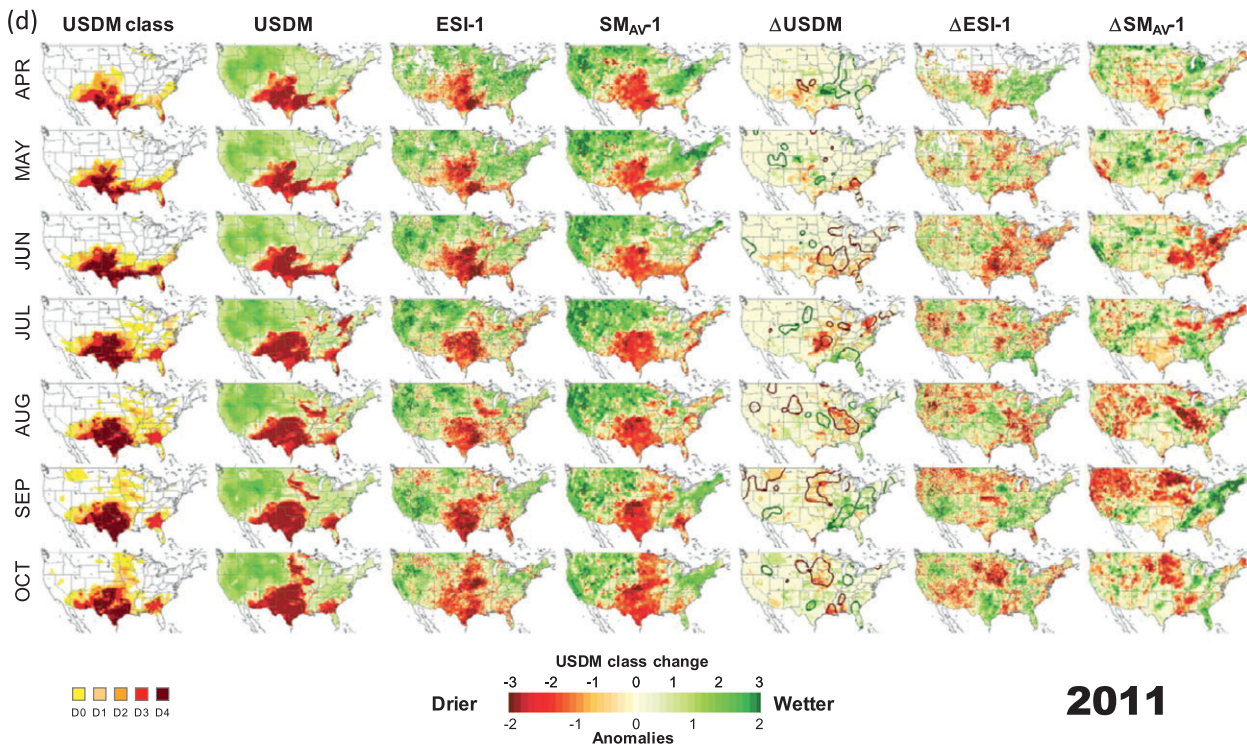 (d)
USDM class USDM ESI-1 SM_AV-1 ΔUSDM ΔESI-1 ΔSM_AV-1
APR
MAY
JUN
JUL
AUG
SEP
OCT
USDM class change
-3 -2 -1 0 1 2 3
Drier Wetter
-2 -1 0 1 2
Anomalies
D0 D1 D2 D3 D4
2011